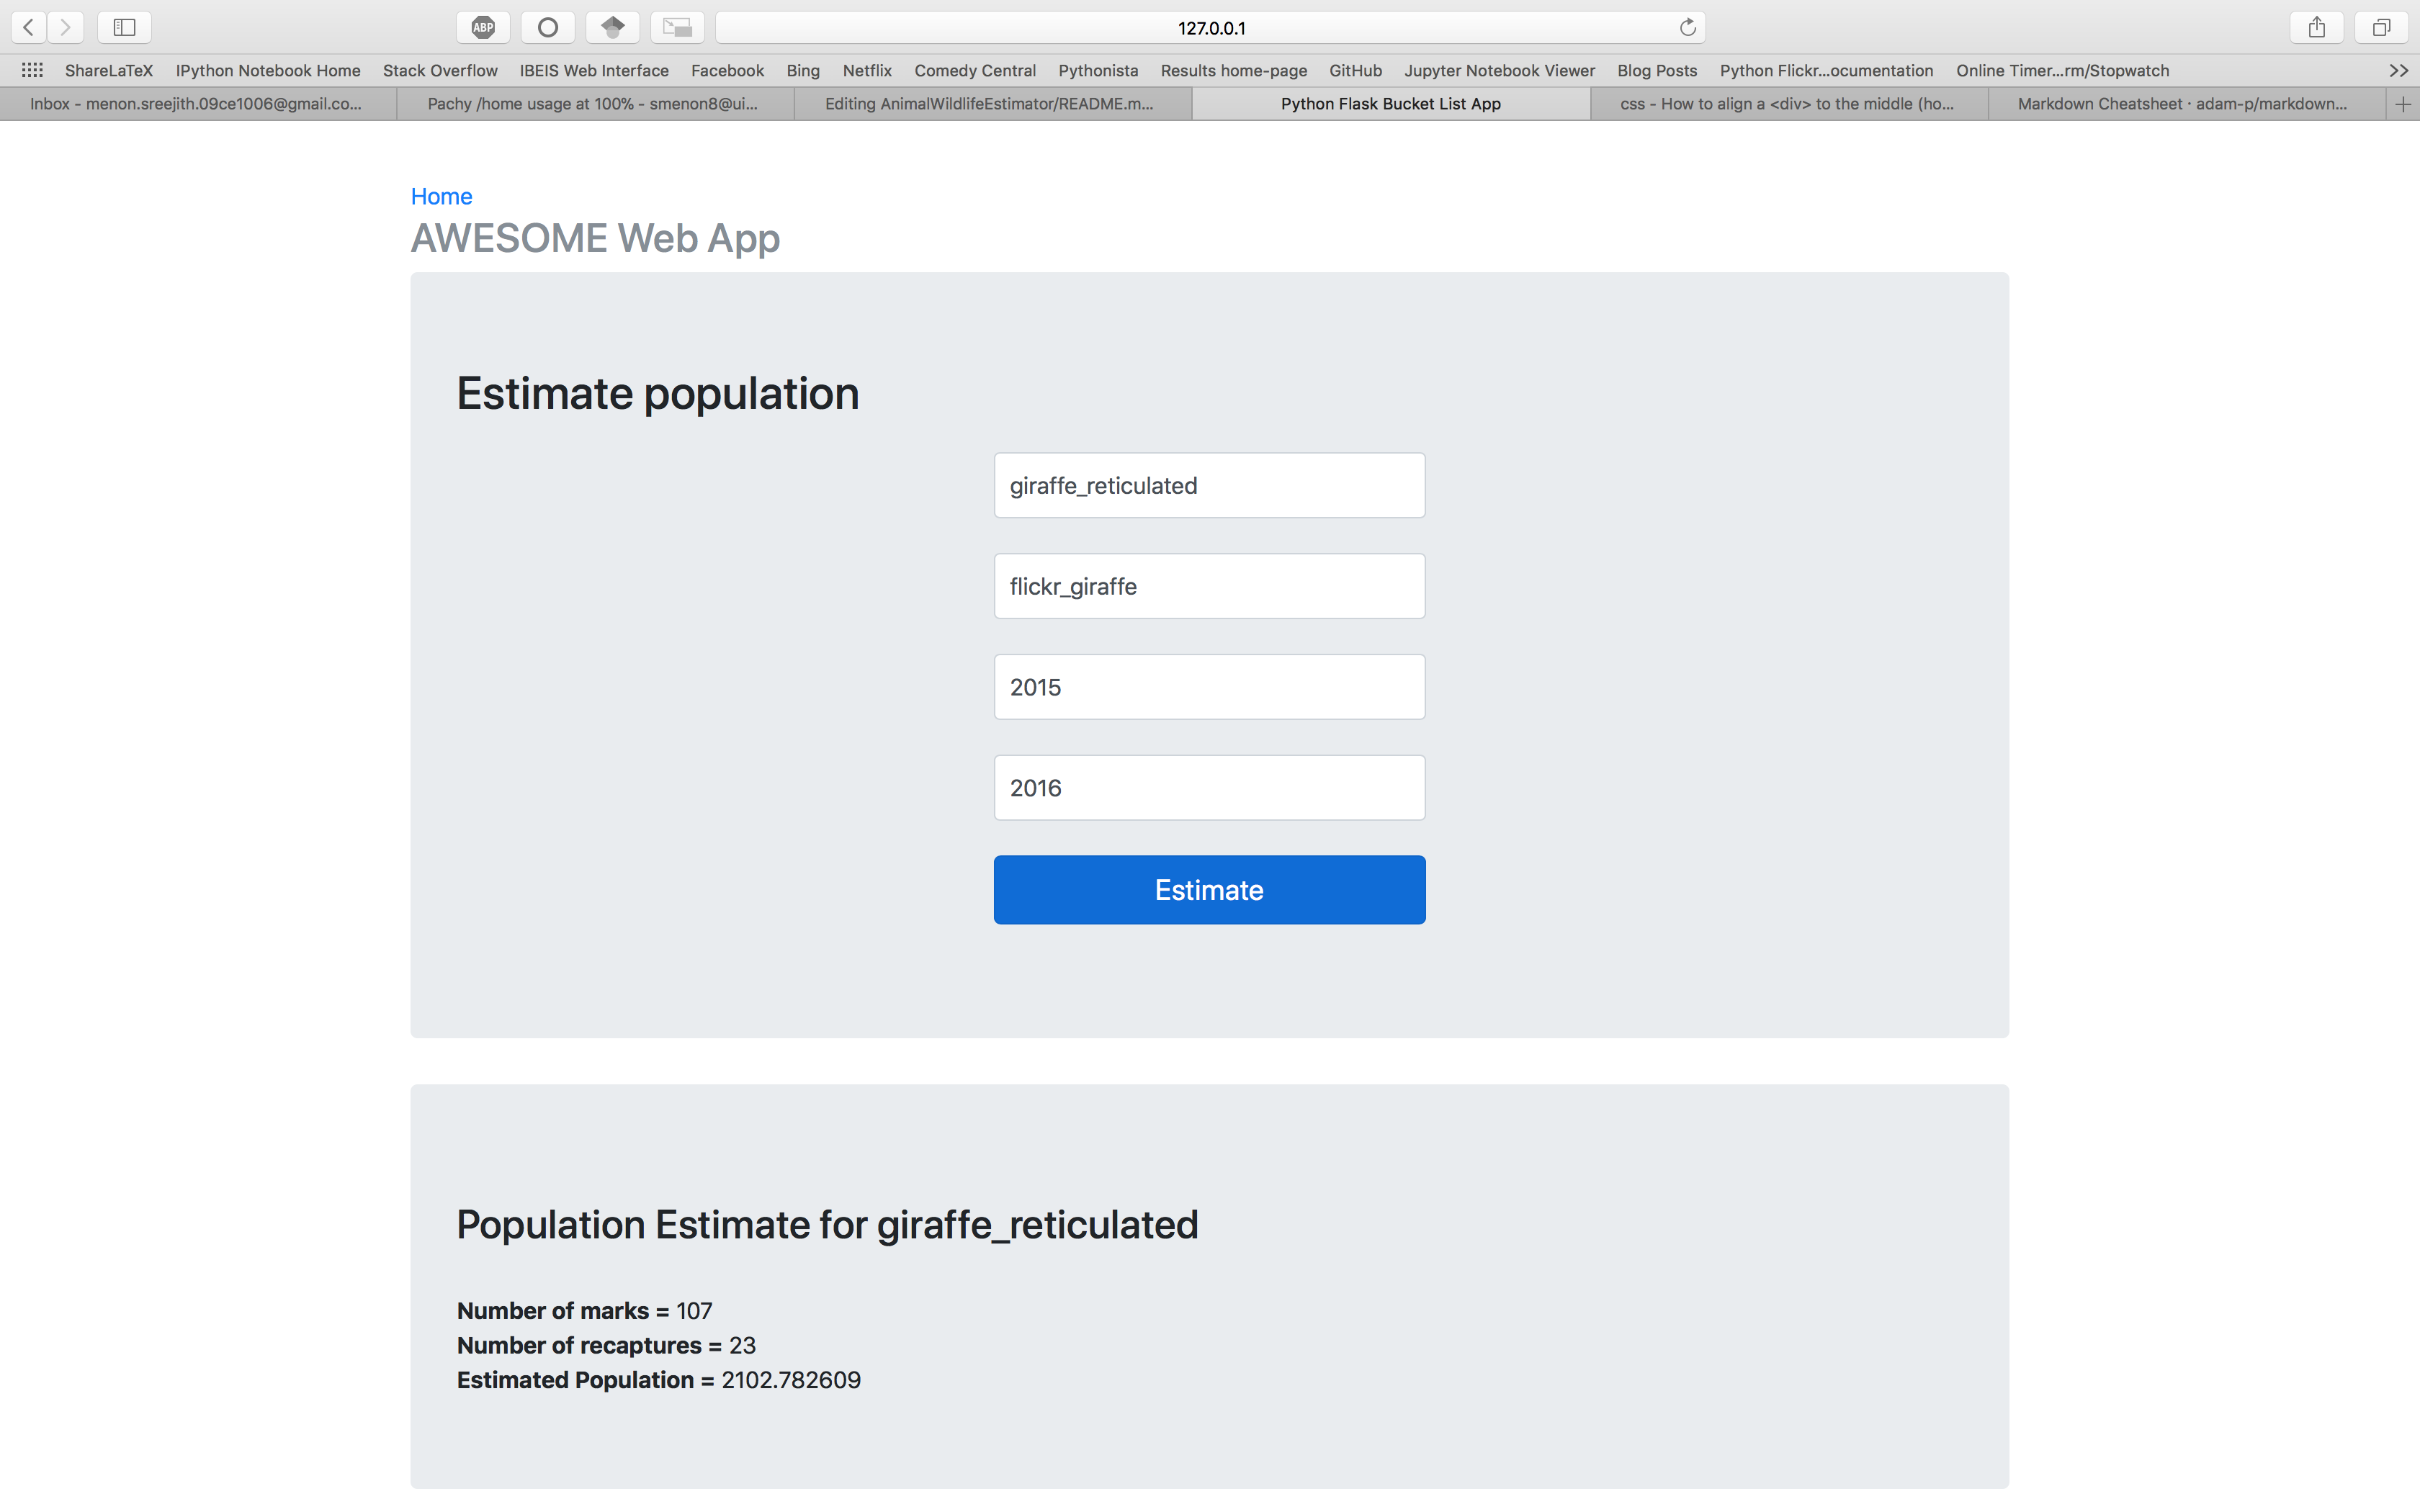 ABP
127.0.0.1
ShareLaTeX IPython Notebook Home Stack Overflow IBEIS Web Interface Facebook Bing Netflix Comedy Central Pythonista Results home-page GitHub Jupyter Notebook Viewer Blog Posts Python Flickr...ocumentation Online Timer...rm/Stopwatch
Inbox - menon.sreejith.09ce1006@gmail.co... Pachy /home usage at 100% - smenon8@ui... Editing AnimalWildlifeEstimator/README.m... Python Flask Bucket List App css - How to align a <div> to the middle (ho... Markdown Cheatsheet · adam-p/markdown...
Home
AWESOME Web App
Estimate population
giraffe_reticulated
flickr_giraffe
2015
2016
Estimate
Population Estimate for giraffe_reticulated
Number of marks = 107
Number of recaptures = 23
Estimated Population = 2102.782609